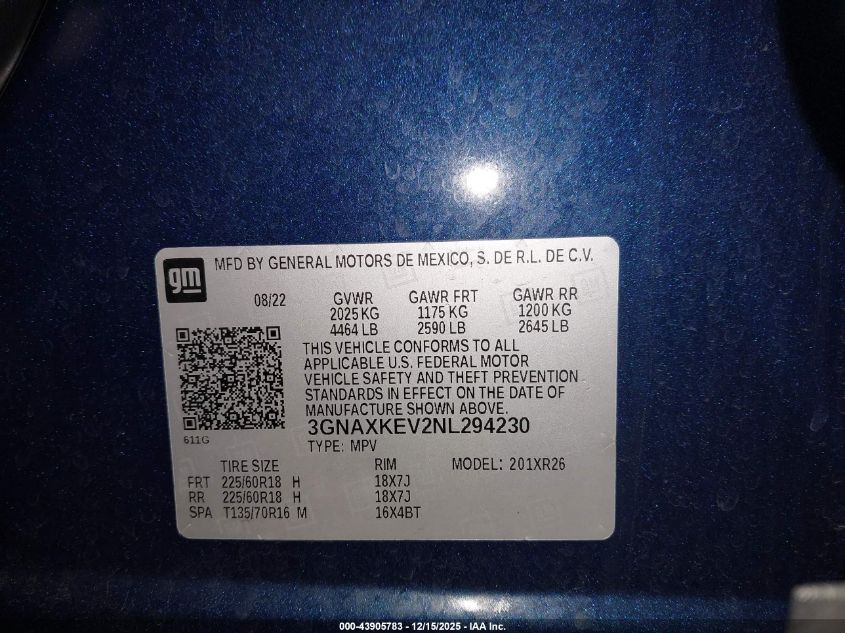 gm
MFD BY GENERAL MOTORS DE MEXICO, S. DE R.L. DE C.V.
08/22 GVWR GAWR FRT GAWR RR
2025 KG 1175 KG 1200 KG
4464 LB 2590 LB 2645 LB
THIS VEHICLE CONFORMS TO ALL
APPLICABLE U.S. FEDERAL MOTOR
VEHICLE SAFETY AND THEFT PREVENTION
STANDARDS IN EFFECT ON THE DATE OF
MANUFACTURE SHOWN ABOVE.
3GNAXKEV2NL294230
611G
TYPE: MPV
TIRE SIZE RIM MODEL: 201XR26
FRT 225/60R18 H 18X7J
RR 225/60R18 H 18X7J
SPA T135/70R16 M 16X4BT
000-43905783 - 12/15/2025 - IAA Inc.